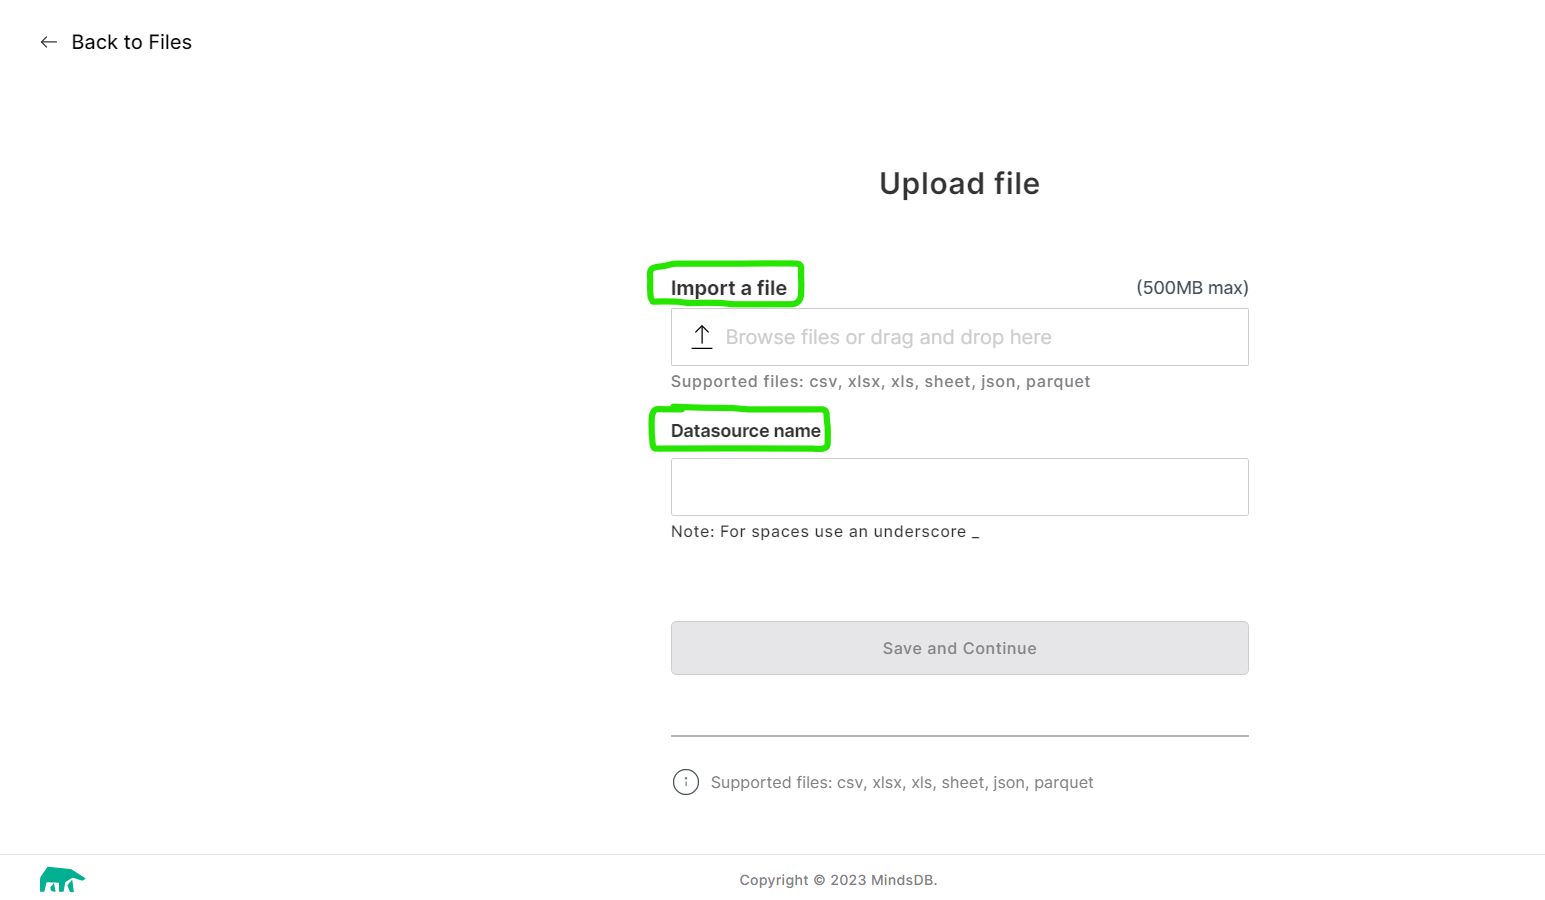 Back to Files
Upload file
Import a file
(500MB max)
Browse files or drag and drop here
Supported files: csv, xlsx, xls, sheet, json, parquet
Datasource name
Note: For spaces use an underscore _
Save and Continue
Supported files: csv, xlsx, xls, sheet, json, parquet
Copyright © 2023 MindsDB.